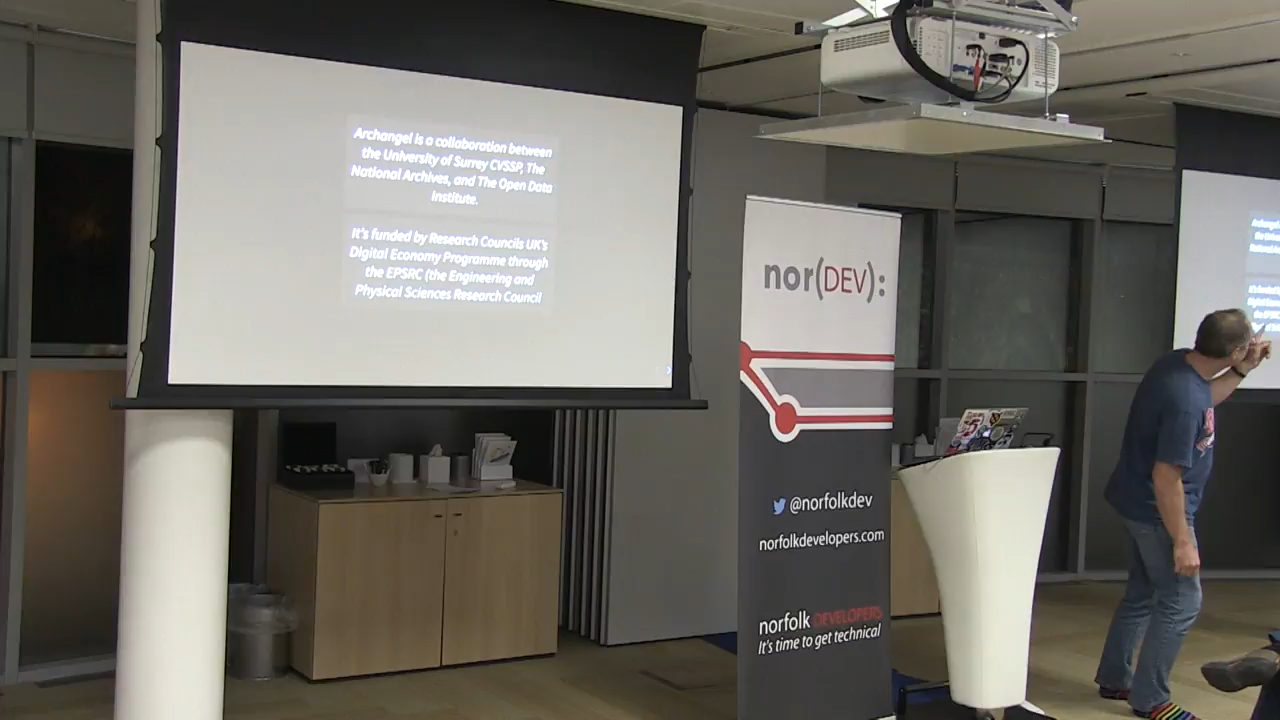 Archangel is a collaboration between
the University of Surrey CVSSP, The
National Archives, and The Open Data
Institute.
It's funded by Research Councils UK's
Digital Economy Programme through
the EPSRC (the Engineering and
Physical Sciences Research Council
nor(DEV):
@norfolkdev
norfolkdevelopers.com
norfolk DEVELOPERS
It's time to get technical